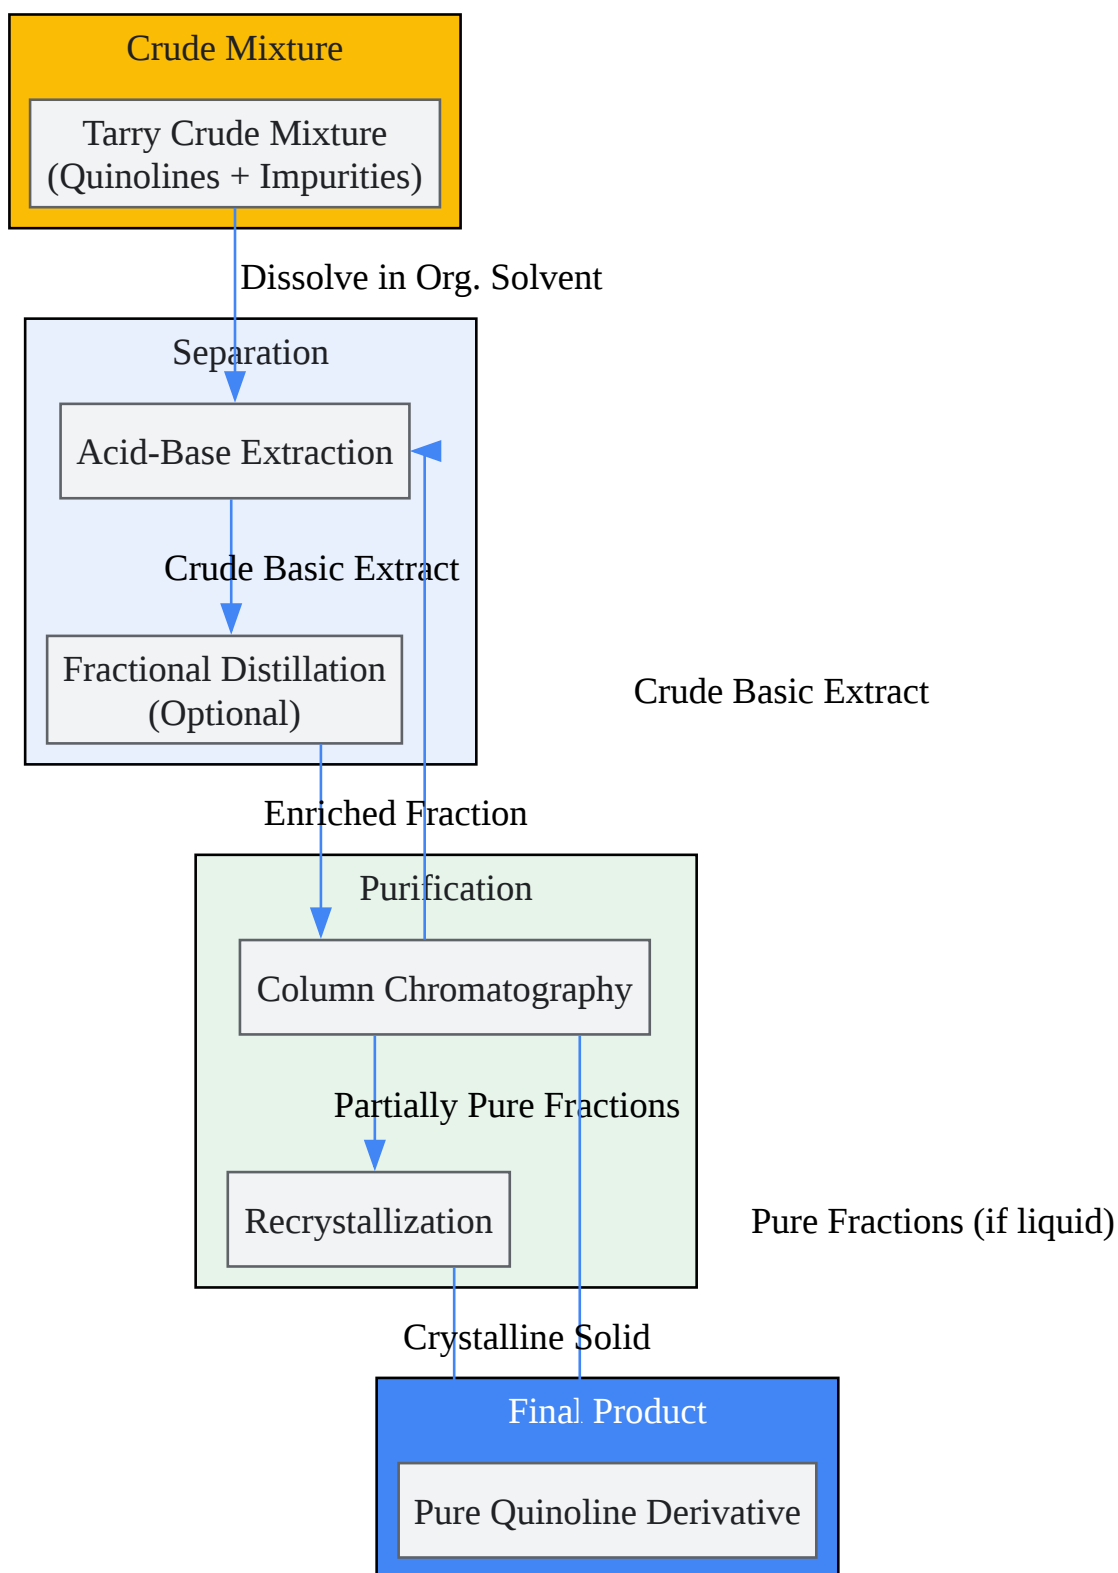 Crude Mixture
Tarry Crude Mixture
(Quinolines + Impurities)
Dissolve in Org. Solvent
Separation
Acid-Base Extraction
Crude Basic Extract
Fractional Distillation
(Optional)
Crude Basic Extract
Enriched Fraction
Purification
Column Chromatography
Partially Pure Fractions
Recrystallization
Pure Fractions (if liquid)
Crystalline Solid
Final Product
Pure Quinoline Derivative